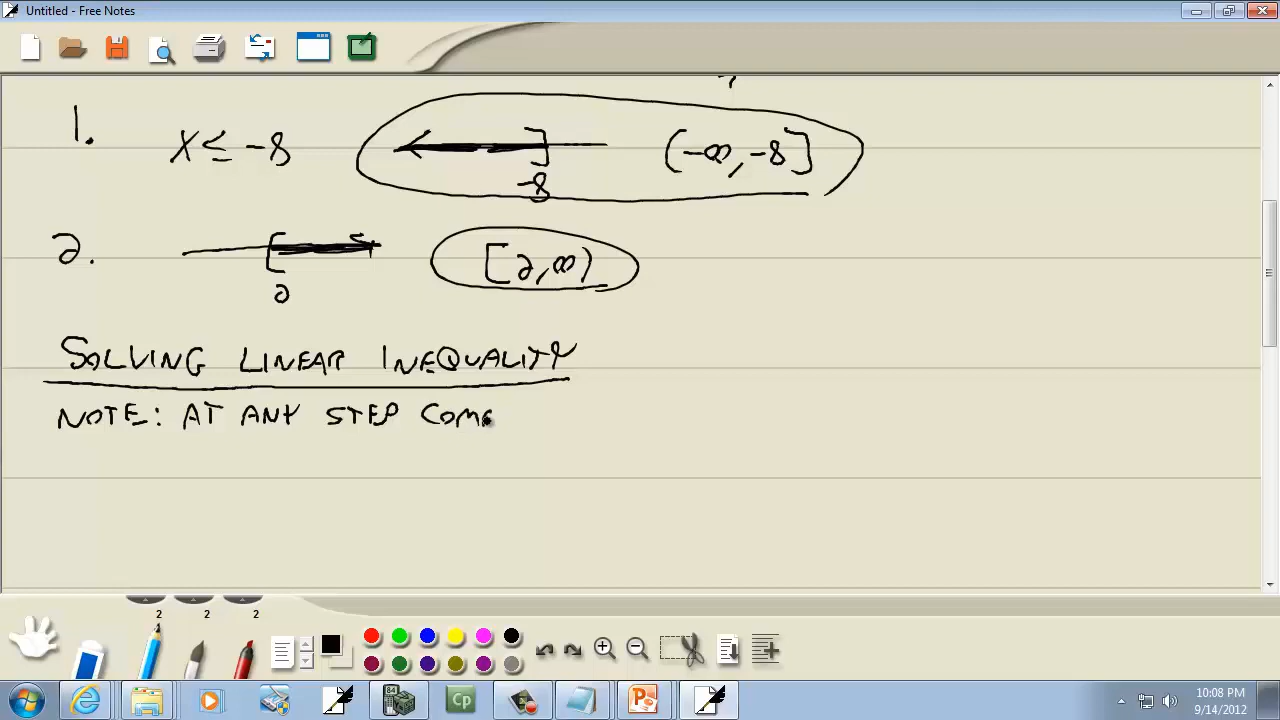 Untitled - Free Notes
1. X ≤ -8 -8 (-∞, -8]
2. 2 [2, ∞)
SOLVING LINEAR INEQUALITY
NOTE: AT ANY STEP COM
2 2 2
10:08 PM
9/14/2012